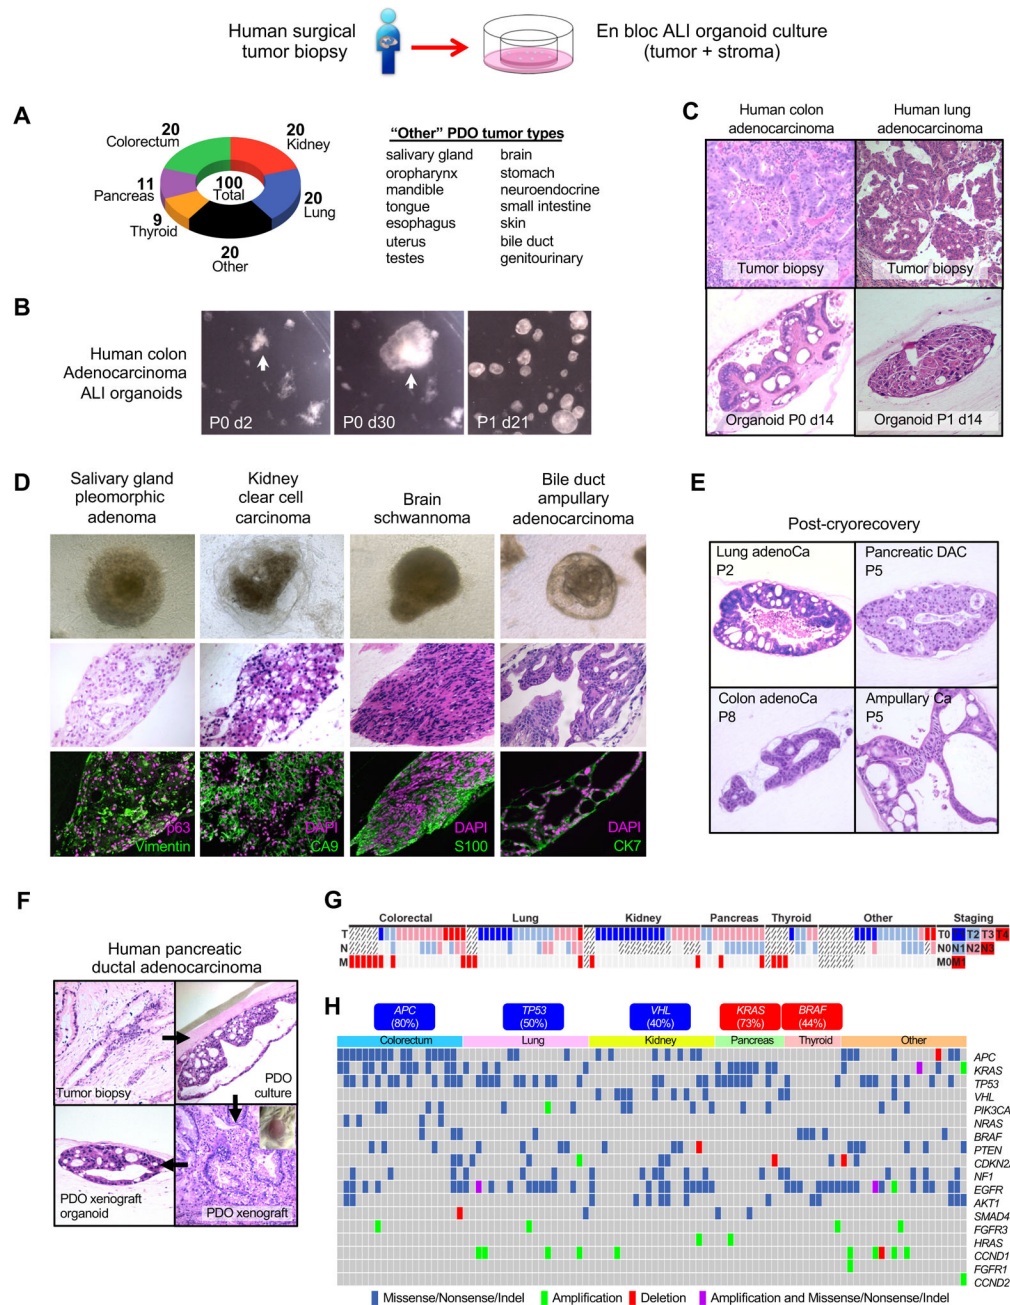 Human surgical
tumor biopsy
En bloc ALI organoid culture
(tumor + stroma)
A
20
Colorectum
20
Kidney
11
Pancreas
100
Total
20
Lung
9
Thyroid
20
Other
“Other” PDO tumor types
salivary gland brain
oropharynx stomach
mandible neuroendocrine
tongue small intestine
esophagus skin
uterus bile duct
testes genitourinary
B
Human colon
Adenocarcinoma
ALI organoids
P0 d2
P0 d30
P1 d21
C
Human colon
adenocarcinoma
Human lung
adenocarcinoma
Tumor biopsy
Tumor biopsy
Organoid P0 d14
Organoid P1 d14
D
Salivary gland
pleomorphic
adenoma
Kidney
clear cell
carcinoma
Brain
schwannoma
Bile duct
ampullary
adenocarcinoma
p63
Vimentin
DAPI
CA9
DAPI
S100
DAPI
CK7
E
Post-cryorecovery
Lung adenoCa
P2
Pancreatic DAC
P5
Colon adenoCa
P8
Ampullary Ca
P5
F
Human pancreatic
ductal adenocarcinoma
Tumor biopsy
PDO
culture
PDO xenograft
organoid
PDO xenograft
G
Colorectal Lung Kidney Pancreas Thyroid Other Staging
T T0 T1 T2 T3 T4
N N0 N1 N2 N3
M M0 M1
H
APC
(80%)
TP53
(50%)
VHL
(40%)
KRAS
(73%)
BRAF
(44%)
Colorectum Lung Kidney Pancreas Thyroid Other
APC
KRAS
TP53
VHL
PIK3CA
NRAS
BRAF
PTEN
CDKN2A
NF1
EGFR
AKT1
SMAD4
FGFR3
HRAS
CCND1
FGFR1
CCND2
Missense/Nonsense/Indel Amplification Deletion Amplification and Missense/Nonsense/Indel